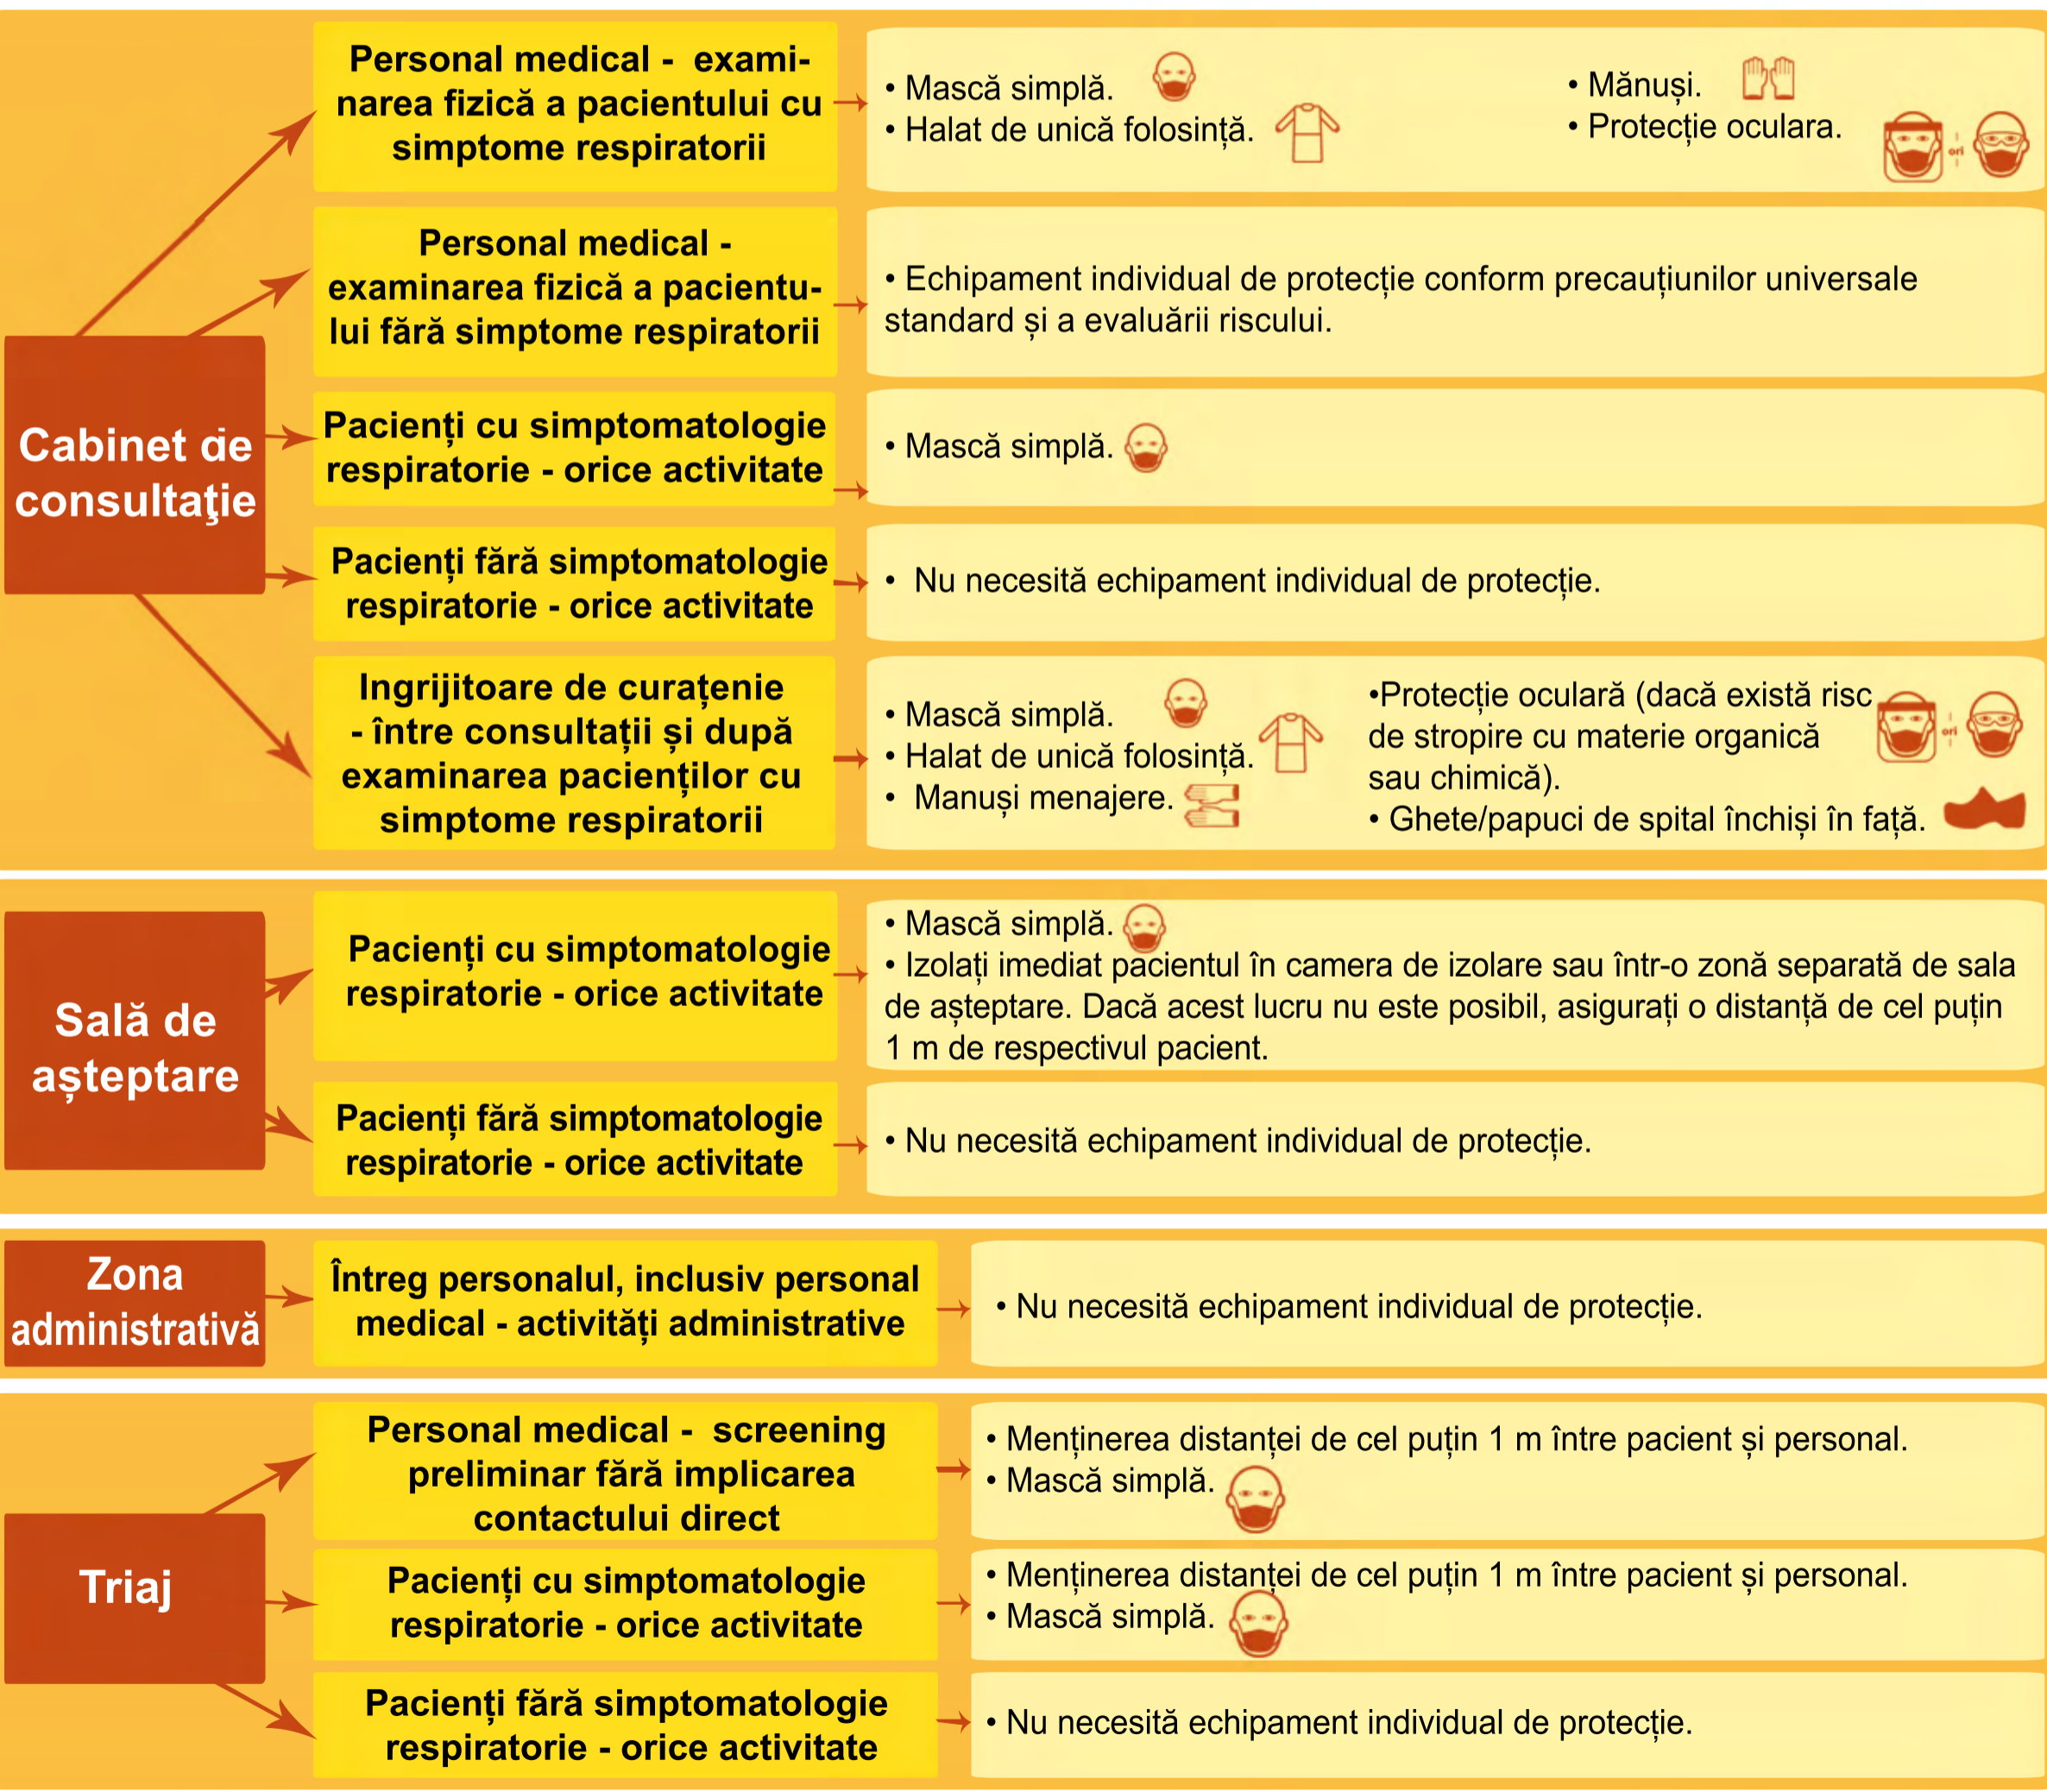 Cabinet de
consultaţie
Personal medical - exami-
narea fizică a pacientului cu
simptome respiratorii
• Mască simplă.
• Halat de unică folosință.
• Mănuși.
• Protecție oculara.
ori
Personal medical -
examinarea fizică a pacientu-
lui fără simptome respiratorii
• Echipament individual de protecție conform precauțiunilor universale
standard și a evaluării riscului.
Pacienți cu simptomatologie
respiratorie - orice activitate
• Mască simplă.
Pacienți fără simptomatologie
respiratorie - orice activitate
• Nu necesită echipament individual de protecție.
Ingrijitoare de curațenie
- între consultații și după
examinarea pacienților cu
simptome respiratorii
• Mască simplă.
• Halat de unică folosință.
• Manuși menajere.
•Protecție oculară (dacă există risc
de stropire cu materie organică
sau chimică).
ori
• Ghete/papuci de spital închiși în față.
Sală de
așteptare
Pacienți cu simptomatologie
respiratorie - orice activitate
• Mască simplă.
• Izolați imediat pacientul în camera de izolare sau într-o zonă separată de sala
de așteptare. Dacă acest lucru nu este posibil, asigurați o distanță de cel puțin
1 m de respectivul pacient.
Pacienți fără simptomatologie
respiratorie - orice activitate
• Nu necesită echipament individual de protecție.
Zona
administrativă
Întreg personalul, inclusiv personal
medical - activități administrative
• Nu necesită echipament individual de protecție.
Triaj
Personal medical - screening
preliminar fără implicarea
contactului direct
• Menținerea distanței de cel puțin 1 m între pacient și personal.
• Mască simplă.
Pacienți cu simptomatologie
respiratorie - orice activitate
• Menținerea distanței de cel puțin 1 m între pacient și personal.
• Mască simplă.
Pacienți fără simptomatologie
respiratorie - orice activitate
• Nu necesită echipament individual de protecție.